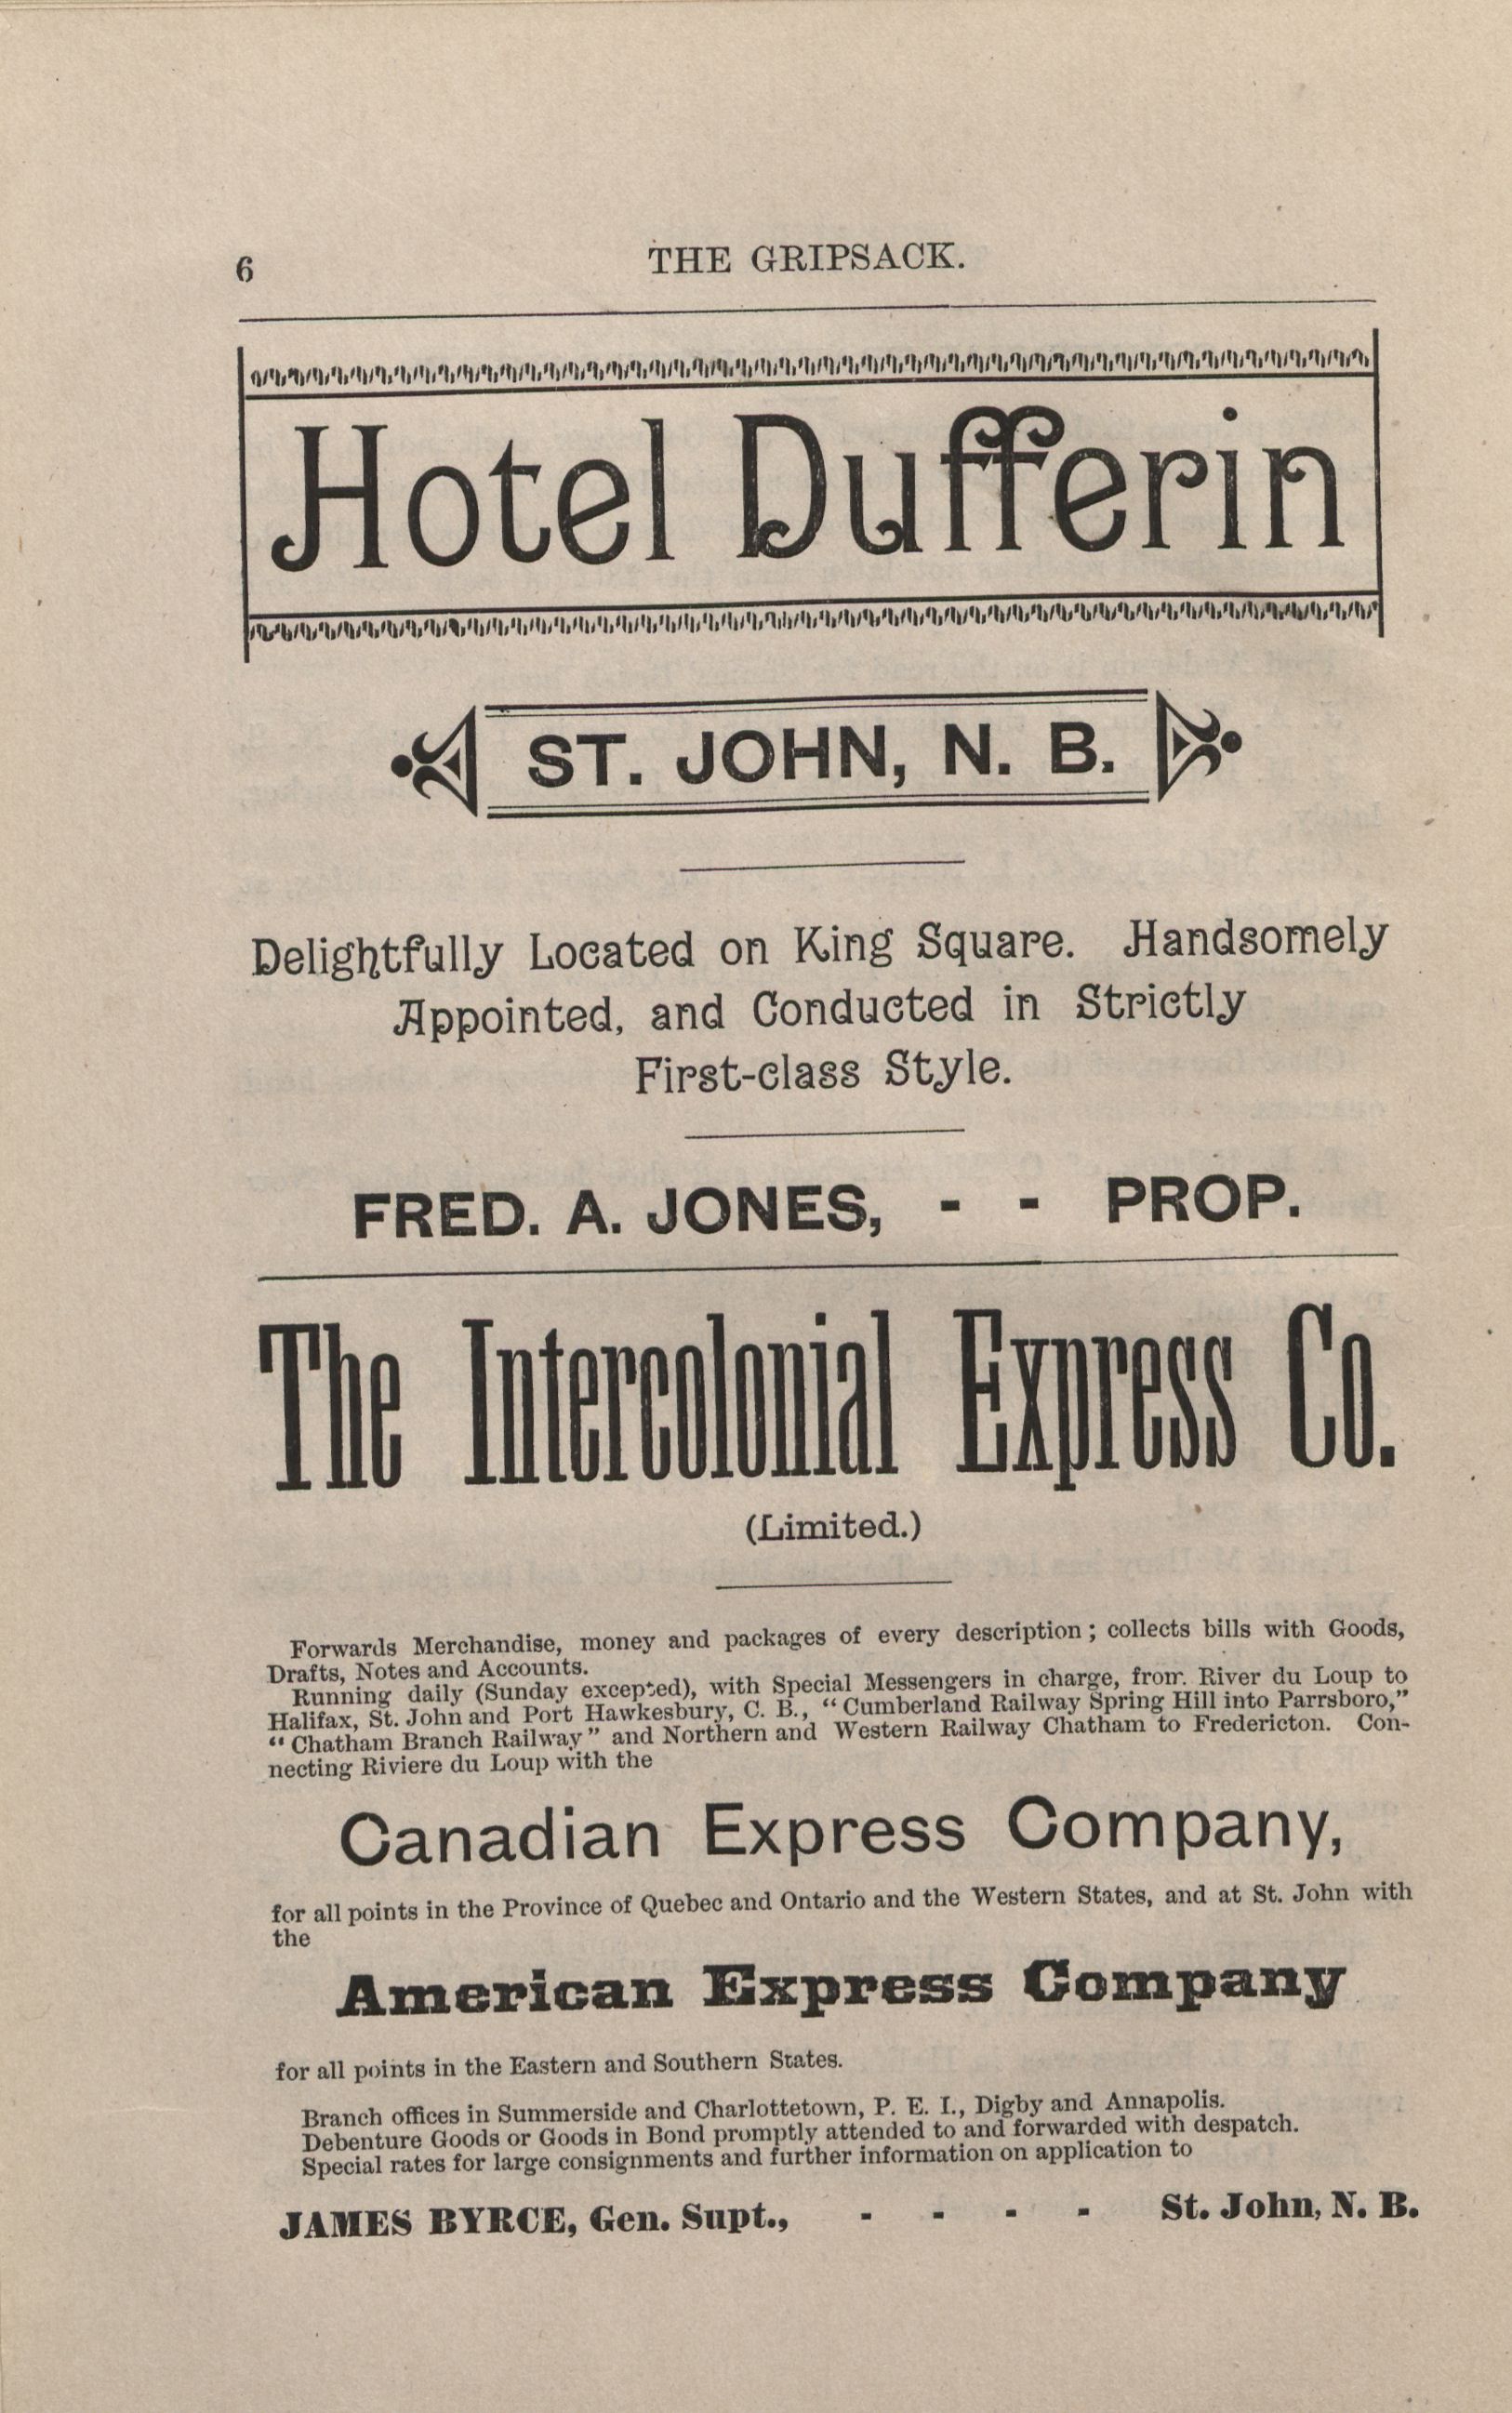 6
THE GRIPSACK.
Hotel Dufferin
ST. JOHN, N. B.
Delightfully Located on King Square. Handsomely
Appointed, and Conducted in Strictly
First-class Style.
FRED. A. JONES, - - PROP.
The Intercolonial Express Co.
(Limited.)
Forwards Merchandise, money and packages of every description; collects bills with Goods,
Drafts, Notes and Accounts.
Running daily (Sunday excepted), with Special Messengers in charge, from River du Loup to
Halifax, St. John and Port Hawkesbury, C. B., "Cumberland Railway Spring Hill into Parrsboro,"
"Chatham Branch Railway" and Northern and Western Railway Chatham to Fredericton. Con-
necting Riviere du Loup with the
Canadian Express Company,
for all points in the Province of Quebec and Ontario and the Western States, and at St. John with
the
American Express Company
for all points in the Eastern and Southern States.
Branch offices in Summerside and Charlottetown, P. E. I., Digby and Annapolis.
Debenture Goods or Goods in Bond promptly attended to and forwarded with despatch.
Special rates for large consignments and further information on application to
JAMES BYRCE, Gen. Supt., - - - - St. John, N. B.